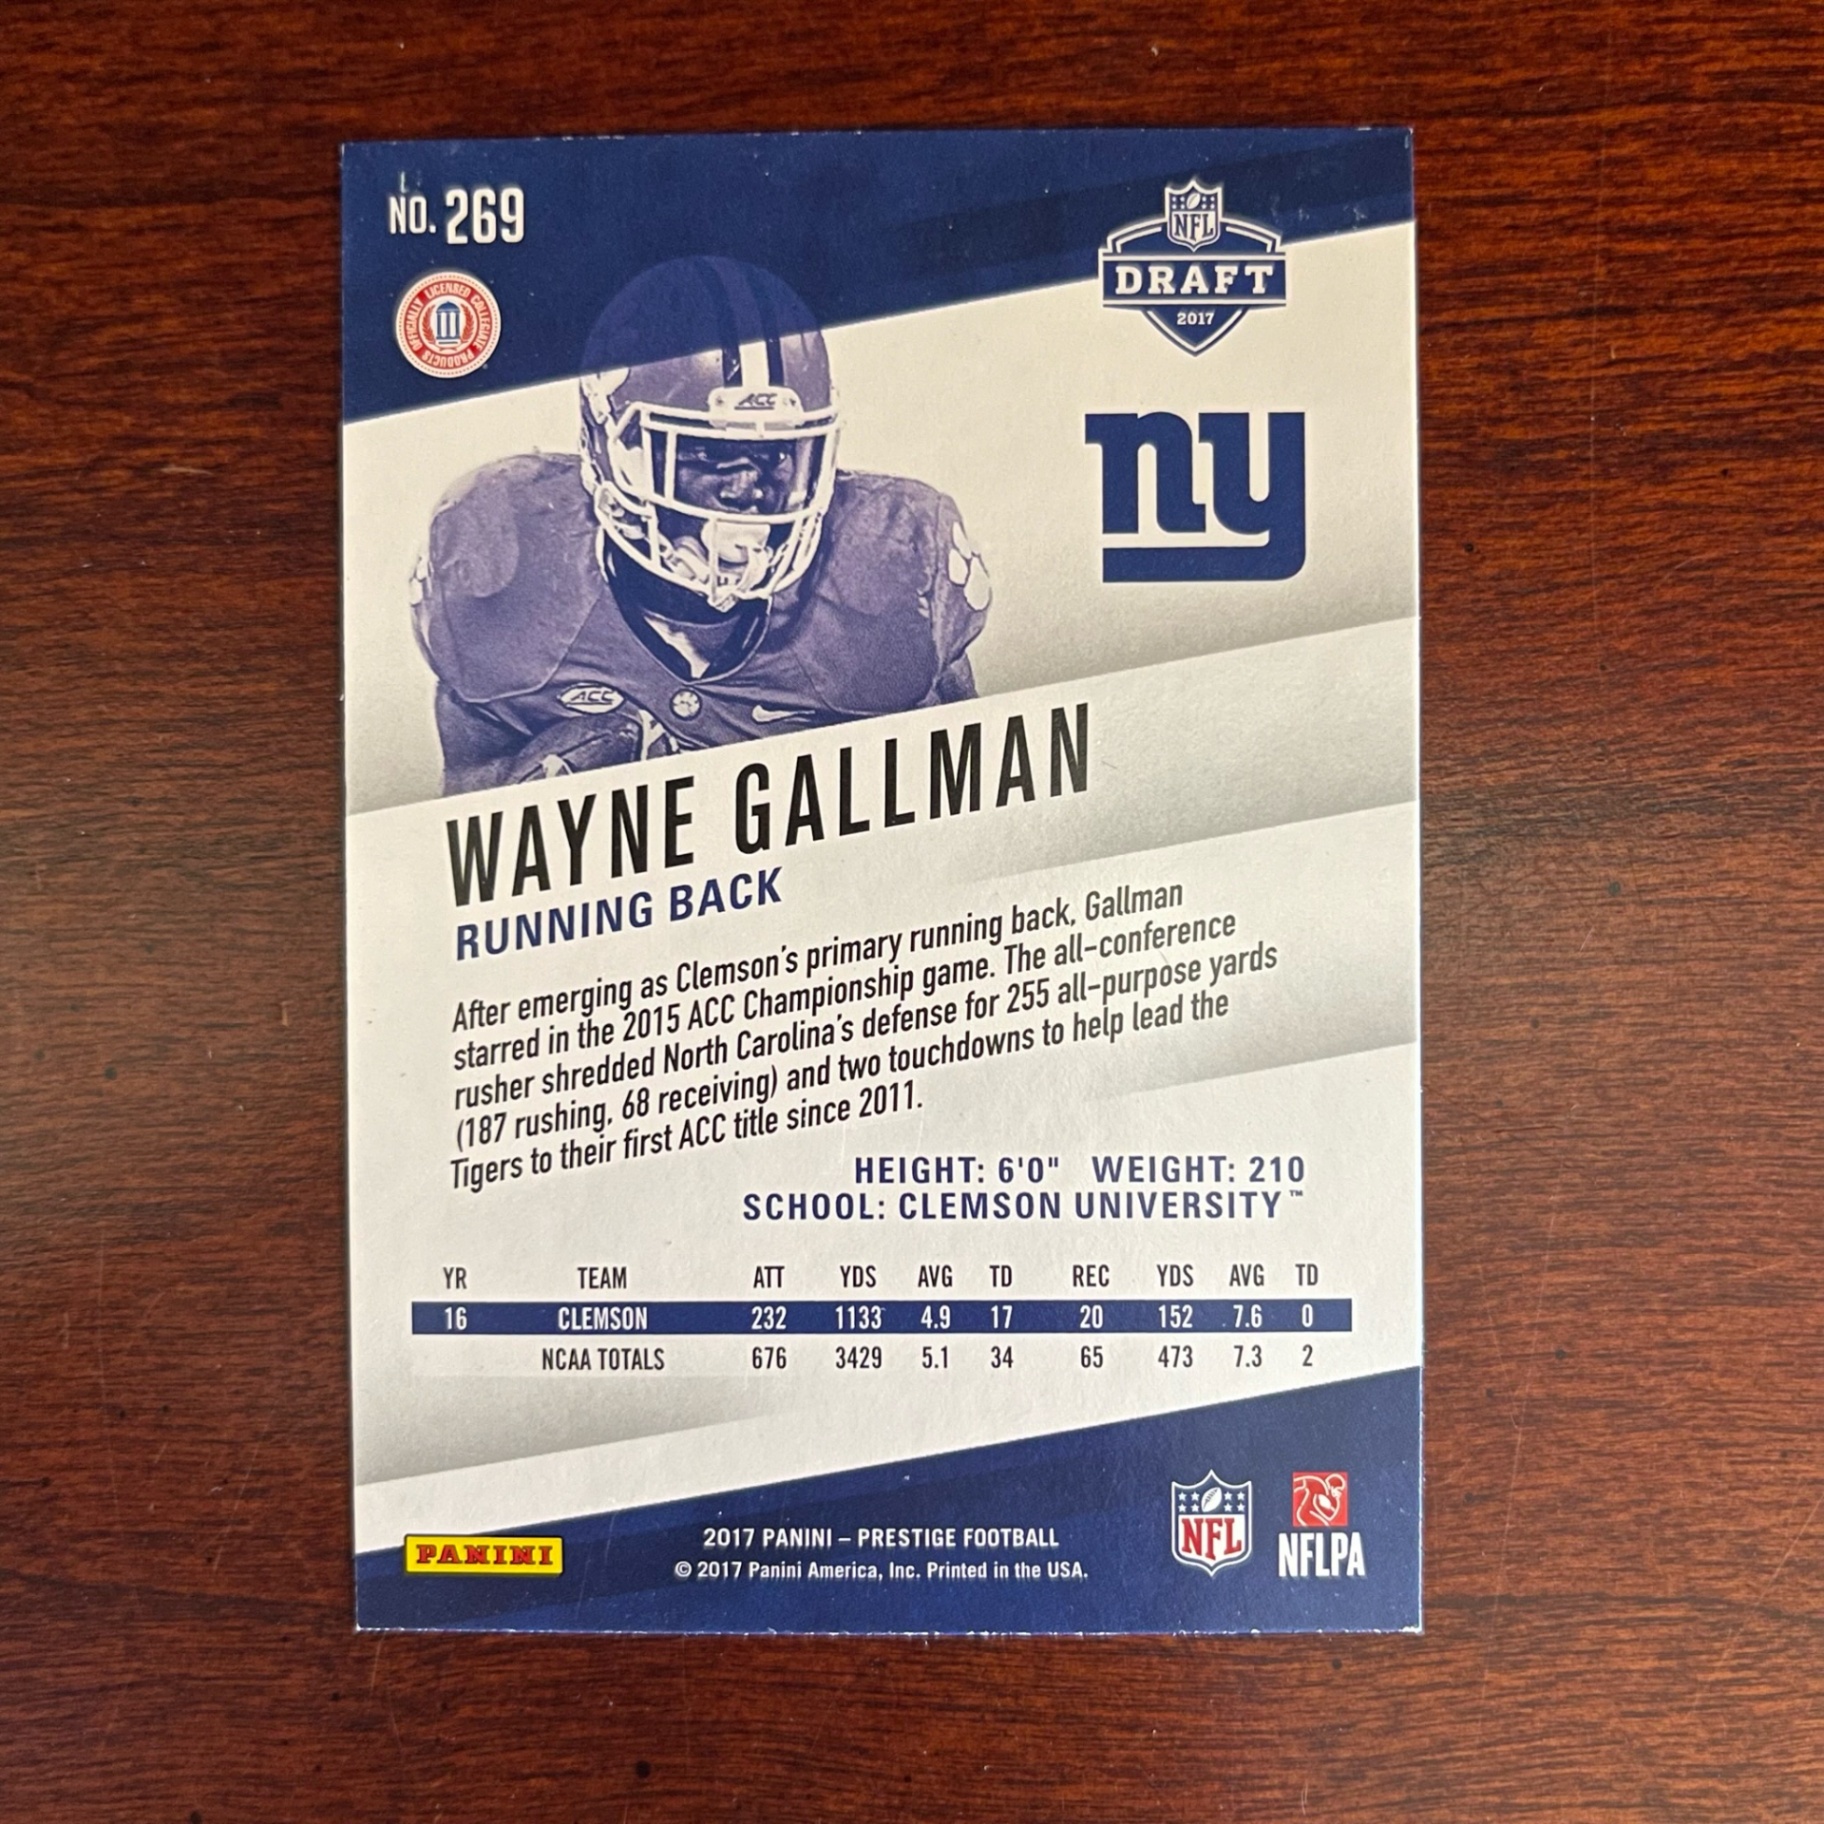 NO. 269
OFFICIALLY LICENSED COLLEGIATE PRODUCTS
NFL
DRAFT
2017
ny
ACC
ACC
WAYNE GALLMAN
RUNNING BACK
After emerging as Clemson's primary running back, Gallman
starred in the 2015 ACC Championship game. The all-conference
rusher shredded North Carolina's defense for 255 all-purpose yards
(187 rushing, 68 receiving) and two touchdowns to help lead the
Tigers to their first ACC title since 2011.
HEIGHT: 6'0" WEIGHT: 210
SCHOOL: CLEMSON UNIVERSITY™
YR TEAM ATT YDS AVG TD REC YDS AVG TD
16 CLEMSON 232 1133 4.9 17 20 152 7.6 0
NCAA TOTALS 676 3429 5.1 34 65 473 7.3 2
PANINI
2017 PANINI – PRESTIGE FOOTBALL
© 2017 Panini America, Inc. Printed in the USA.
NFL
NFLPA